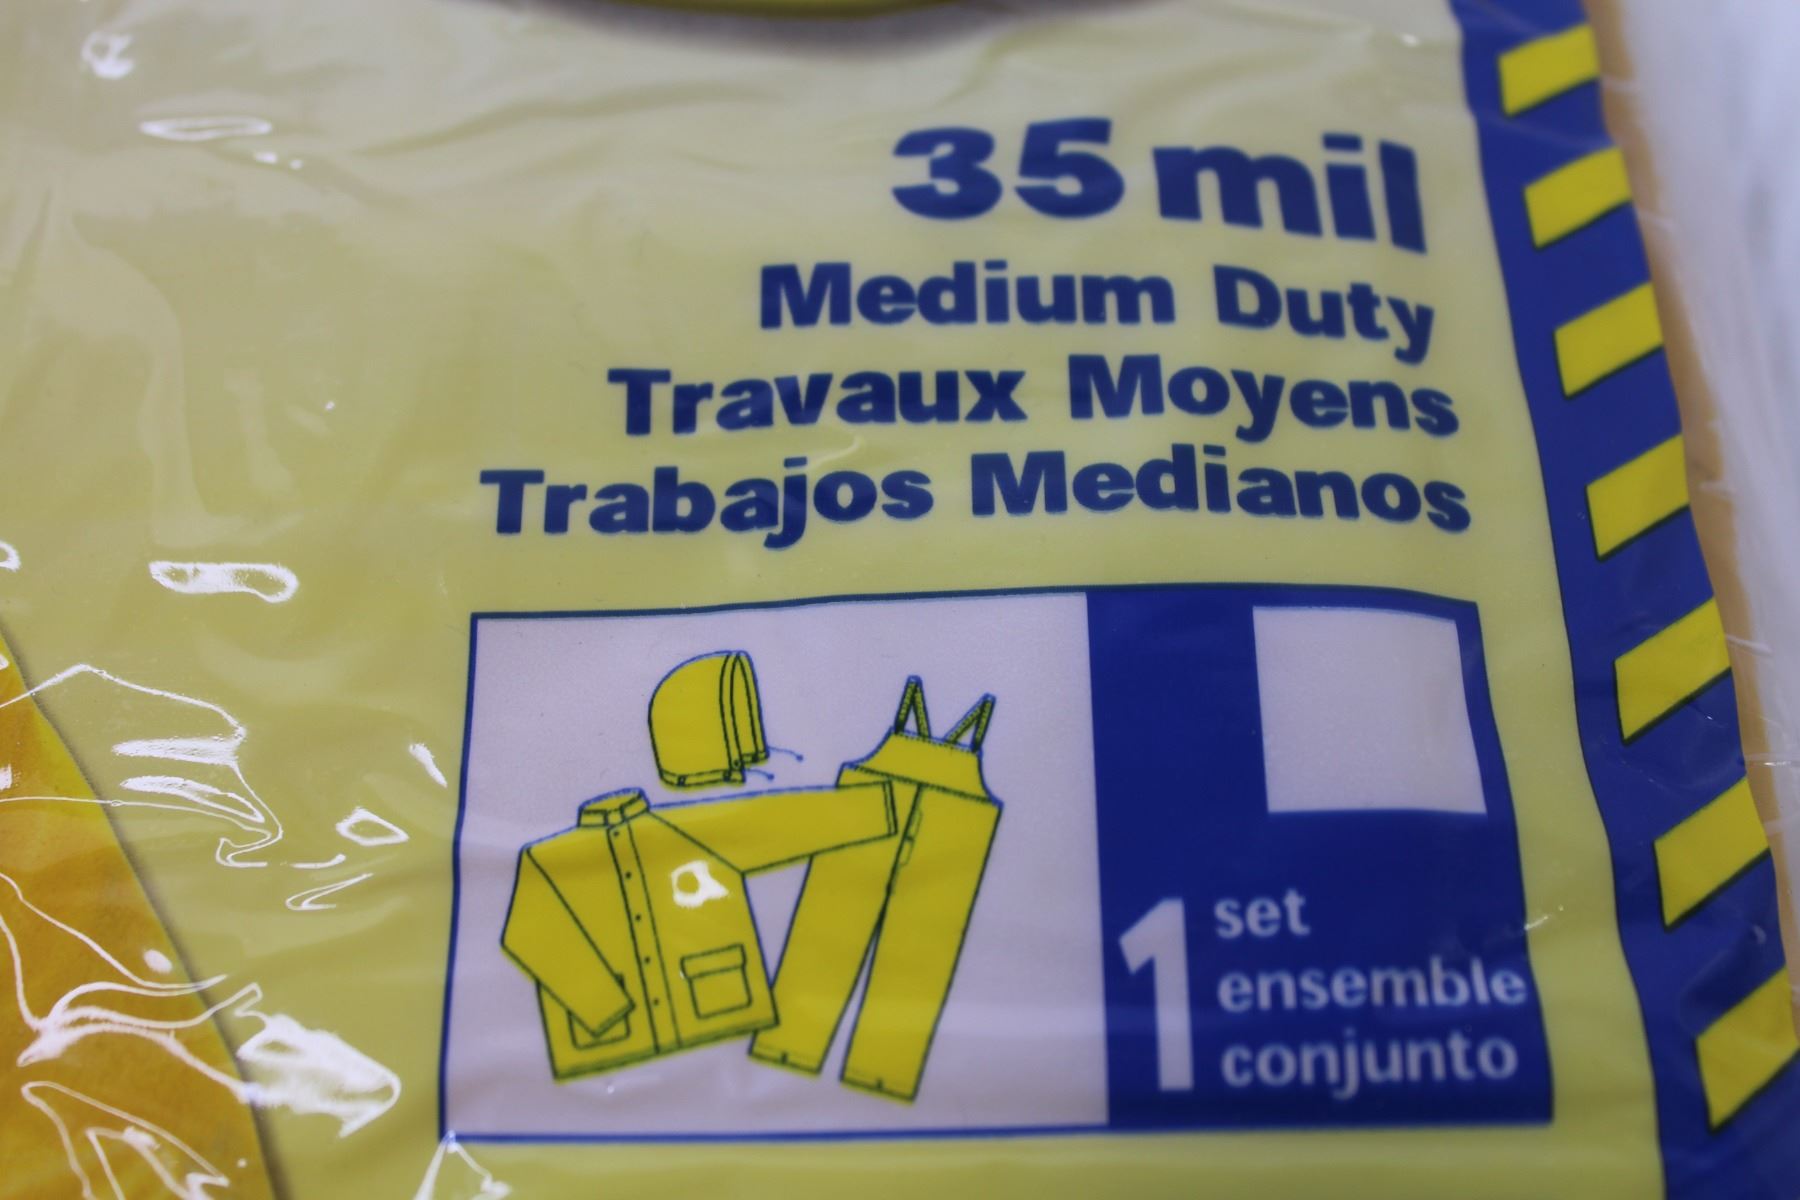 35 mil
Medium Duty
Travaux Moyens
Trabajos Medianos
1 set
ensemble
conjunto